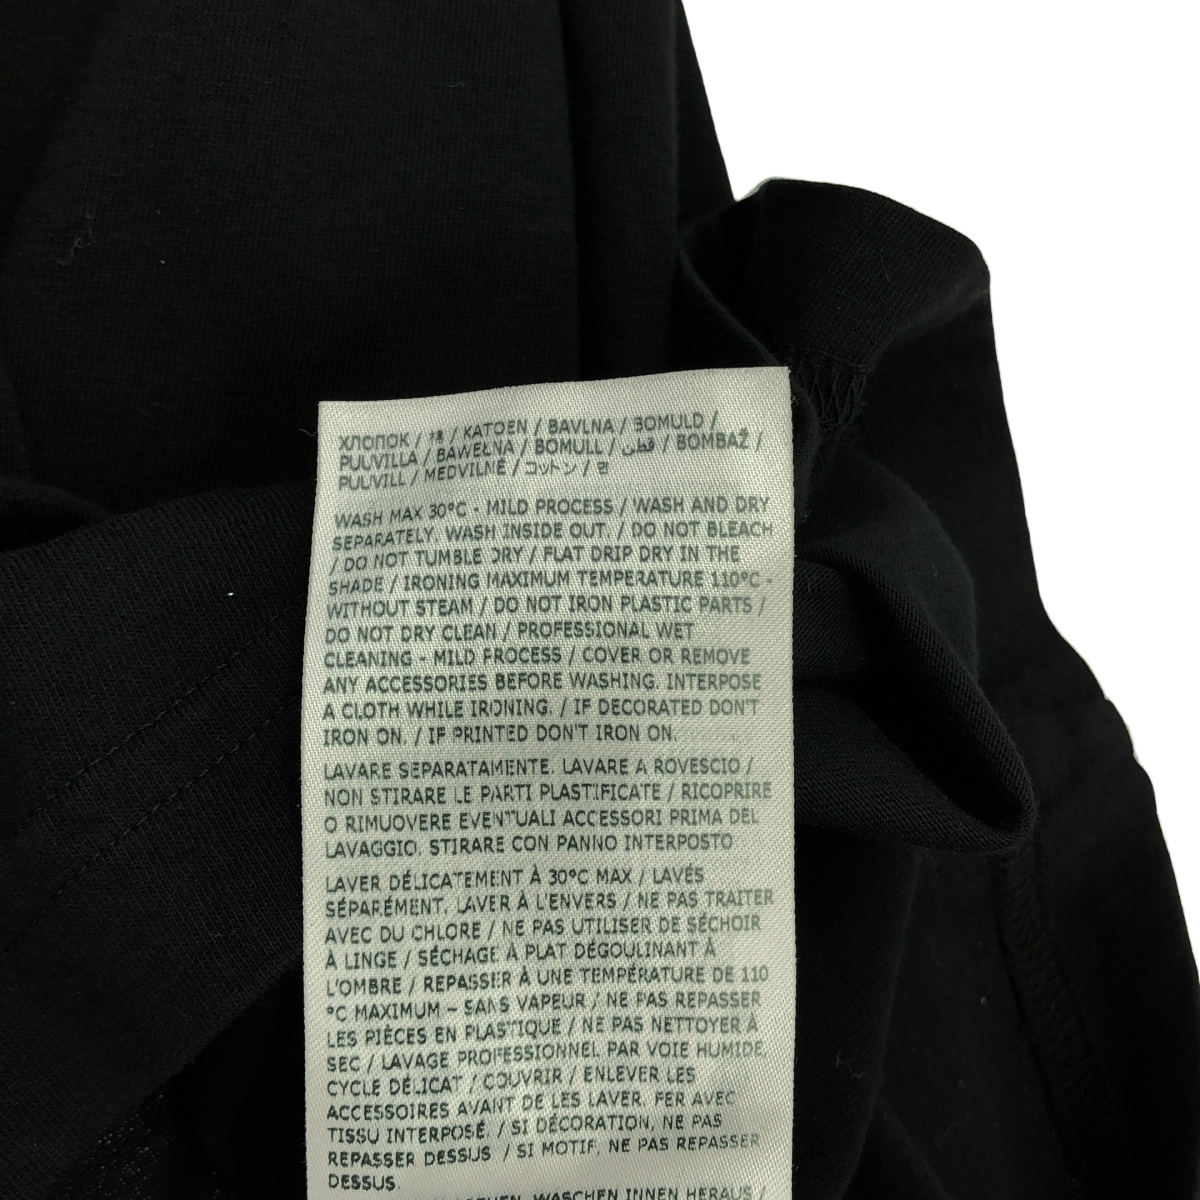 ХЛОПОК / 棉 / KATOEN / BAVLNA / BOMULD /
PUUVILLA / BAWEŁNA / BOMULL / قطن / BOMBAŽ /
PUUVILL / MEDVILNĖ / コットン / 면
WASH MAX 30°C - MILD PROCESS / WASH AND DRY
SEPARATELY. WASH INSIDE OUT. / DO NOT BLEACH
/ DO NOT TUMBLE DRY / FLAT DRIP DRY IN THE
SHADE / IRONING MAXIMUM TEMPERATURE 110°C -
WITHOUT STEAM / DO NOT IRON PLASTIC PARTS /
DO NOT DRY CLEAN / PROFESSIONAL WET
CLEANING - MILD PROCESS / COVER OR REMOVE
ANY ACCESSORIES BEFORE WASHING. INTERPOSE
A CLOTH WHILE IRONING. / IF DECORATED DON'T
IRON ON. / IF PRINTED DON'T IRON ON.
LAVARE SEPARATAMENTE. LAVARE A ROVESCIO /
NON STIRARE LE PARTI PLASTIFICATE / RICOPRIRE
O RIMUOVERE EVENTUALI ACCESSORI PRIMA DEL
LAVAGGIO. STIRARE CON PANNO INTERPOSTO
LAVER DÉLICATEMENT À 30°C MAX / LAVÉS
SÉPARÉMENT. LAVER À L'ENVERS / NE PAS TRAITER
AVEC DU CHLORE / NE PAS UTILISER DE SÉCHOIR
À LINGE / SÉCHAGE À PLAT DÉGOULINANT À
L'OMBRE / REPASSER À UNE TEMPÉRATURE DE 110
°C MAXIMUM – SANS VAPEUR / NE PAS REPASSER
LES PIÈCES EN PLASTIQUE / NE PAS NETTOYER À
SEC / LAVAGE PROFESSIONNEL PAR VOIE HUMIDE,
CYCLE DÉLICAT / COUVRIR / ENLEVER LES
ACCESSOIRES AVANT DE LES LAVER. FER AVEC
TISSU INTERPOSÉ. / SI DÉCORATION, NE PAS
REPASSER DESSUS / SI MOTIF, NE PAS REPASSER
DESSUS.
WASCHEN INNEN HERAUS /